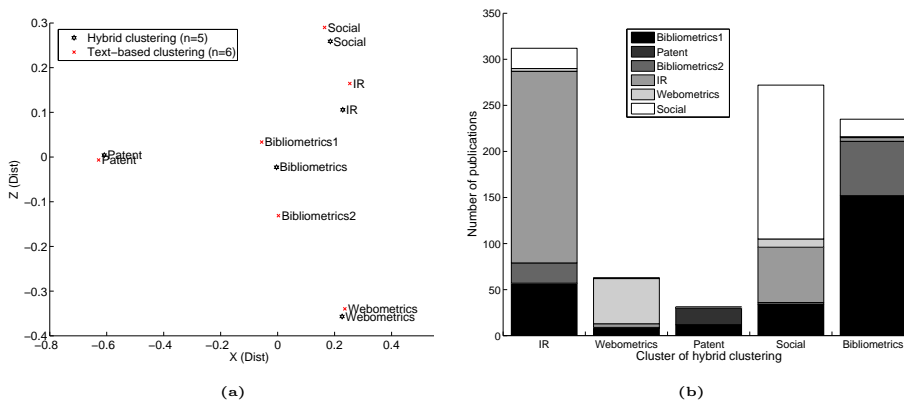 0.3
0.2
0.1
0
−0.1
−0.2
−0.3
−0.4
Z (Dist)
Hybrid clustering (n=5)
Text−based clustering (n=6)
Social
Social
IR
IR
Bibliometrics1
Patent
Patent
Bibliometrics
Bibliometrics2
Webometrics
Webometrics
−0.8
−0.6
−0.4
−0.2
0
0.2
0.4
X (Dist)
(a)
350
300
250
200
150
100
50
0
Number of publications
Bibliometrics1
Patent
Bibliometrics2
IR
Webometrics
Social
IR
Webometrics
Patent
Social
Bibliometrics
Cluster of hybrid clustering
(b)